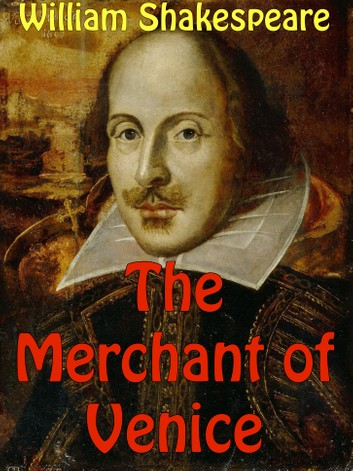 William Shakespeare
The
Merchant of
Venice